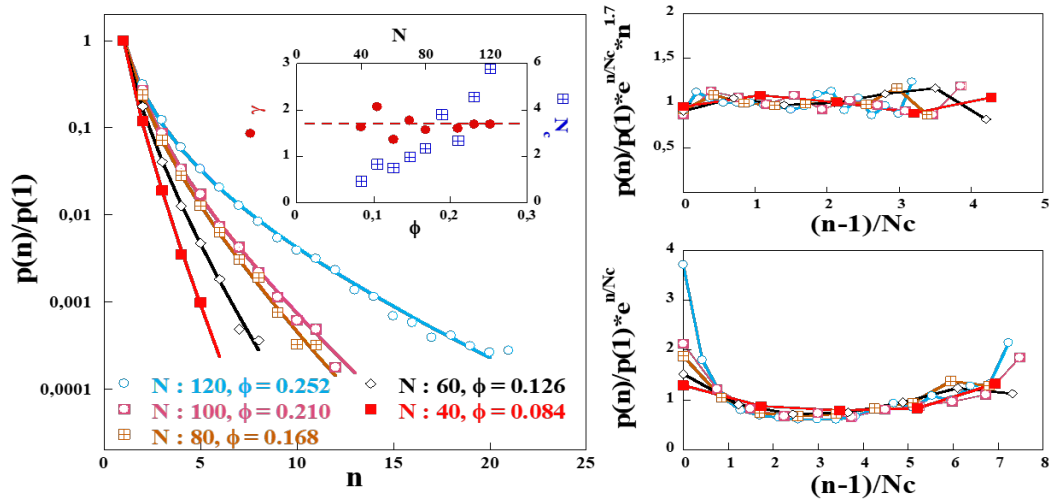 p(n)/p(1)
1
0,1
0,01
0,001
0,0001
0 5 10 15 20 25
n
N : 120, ϕ = 0.252
N : 100, ϕ = 0.210
N : 80, ϕ = 0.168
N : 60, ϕ = 0.126
N : 40, ϕ = 0.084
N
0 40 80 120
γ
3
2
1
0
N_c
6
4
2
0
0,1 0,2 0,3
ϕ
p(n)/p(1)*e^{n/Nc}*n^{1.7}
2
1,5
1
0,5
0 1 2 3 4 5
(n-1)/Nc
p(n)/p(1)*e^{n/Nc}
4
3
2
1
0
0 1 2 3 4 5 6 7 8
(n-1)/Nc